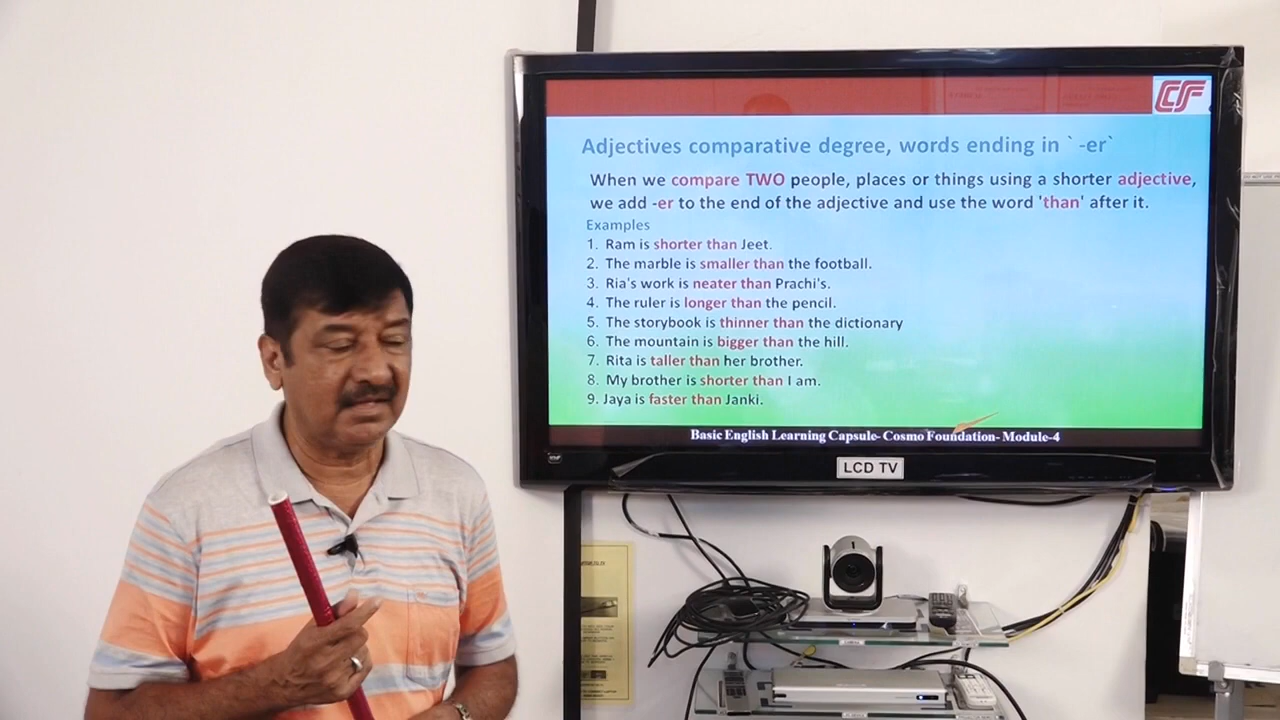 CF
Adjectives comparative degree, words ending in ` -er`
When we compare TWO people, places or things using a shorter adjective,
we add -er to the end of the adjective and use the word 'than' after it.
Examples
1. Ram is shorter than Jeet.
2. The marble is smaller than the football.
3. Ria's work is neater than Prachi's.
4. The ruler is longer than the pencil.
5. The storybook is thinner than the dictionary
6. The mountain is bigger than the hill.
7. Rita is taller than her brother.
8. My brother is shorter than I am.
9. Jaya is faster than Janki.
Basic English Learning Capsule- Cosmo Foundation- Module-4
LCD TV